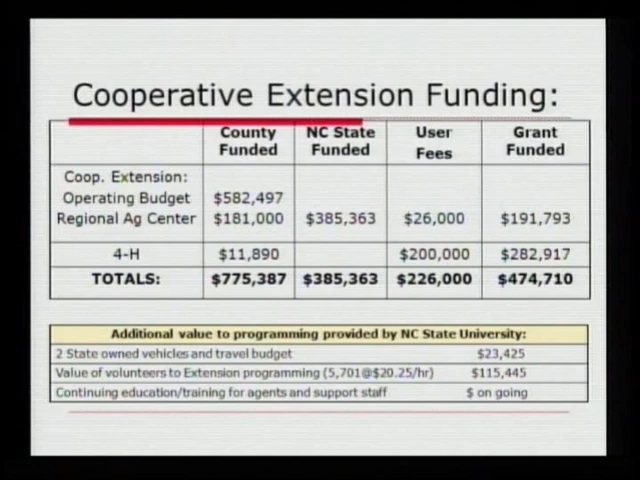 Cooperative Extension Funding:
County Funded NC State Funded User Fees Grant Funded
Coop. Extension:
Operating Budget $582,497
Regional Ag Center $181,000 $385,363 $26,000 $191,793
4-H $11,890 $200,000 $282,917
TOTALS: $775,387 $385,363 $226,000 $474,710
Additional value to programming provided by NC State University:
2 State owned vehicles and travel budget $23,425
Value of volunteers to Extension programming (5,701@$20.25/hr) $115,445
Continuing education/training for agents and support staff $ on going